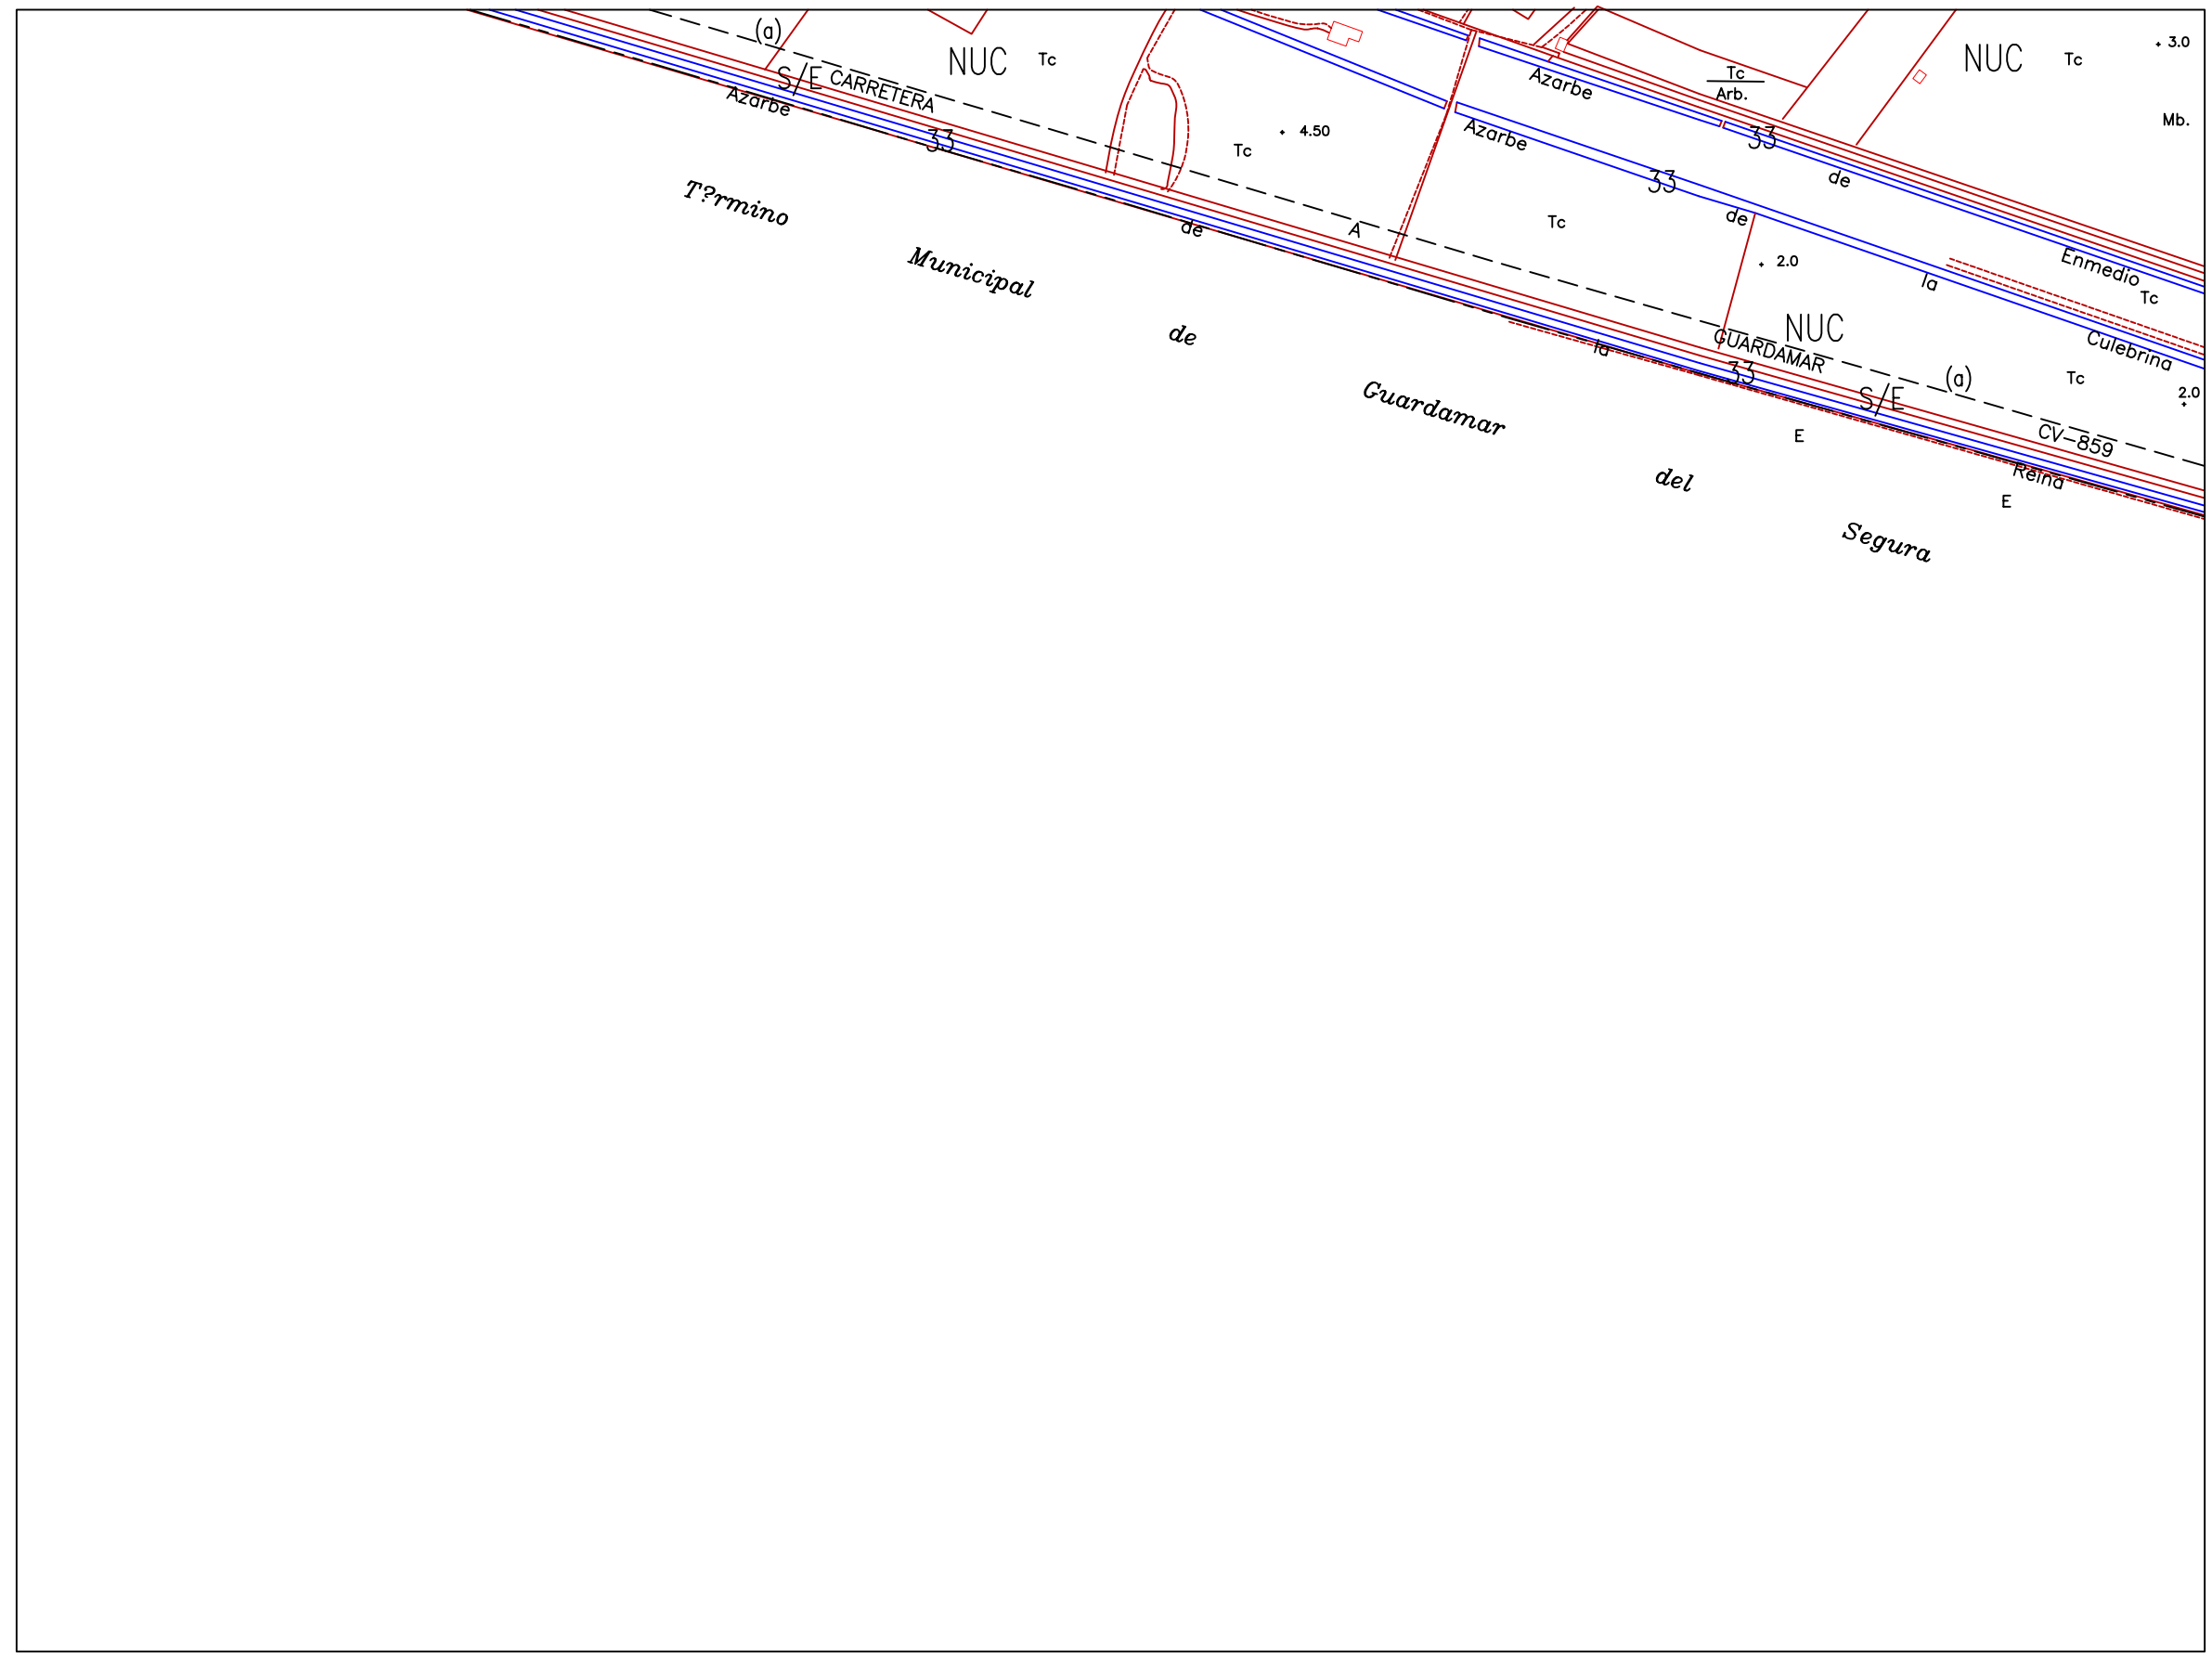 (a)
NUC
Tc
S/E CARRETERA
Azarbe
33
T?rmino
Municipal
de
Guardamar
del
Segura
4.50
Tc
de
A
Azarbe
de
la
Culebrina
33
Azarbe
de
Enmedio
33
Tc
Arb.
NUC
Tc
3.0
Mb.
Tc
2.0
NUC
Tc
GUARDAMAR
33
S/E
(a)
Tc
2.0
CV-859
la
Reina
E
E